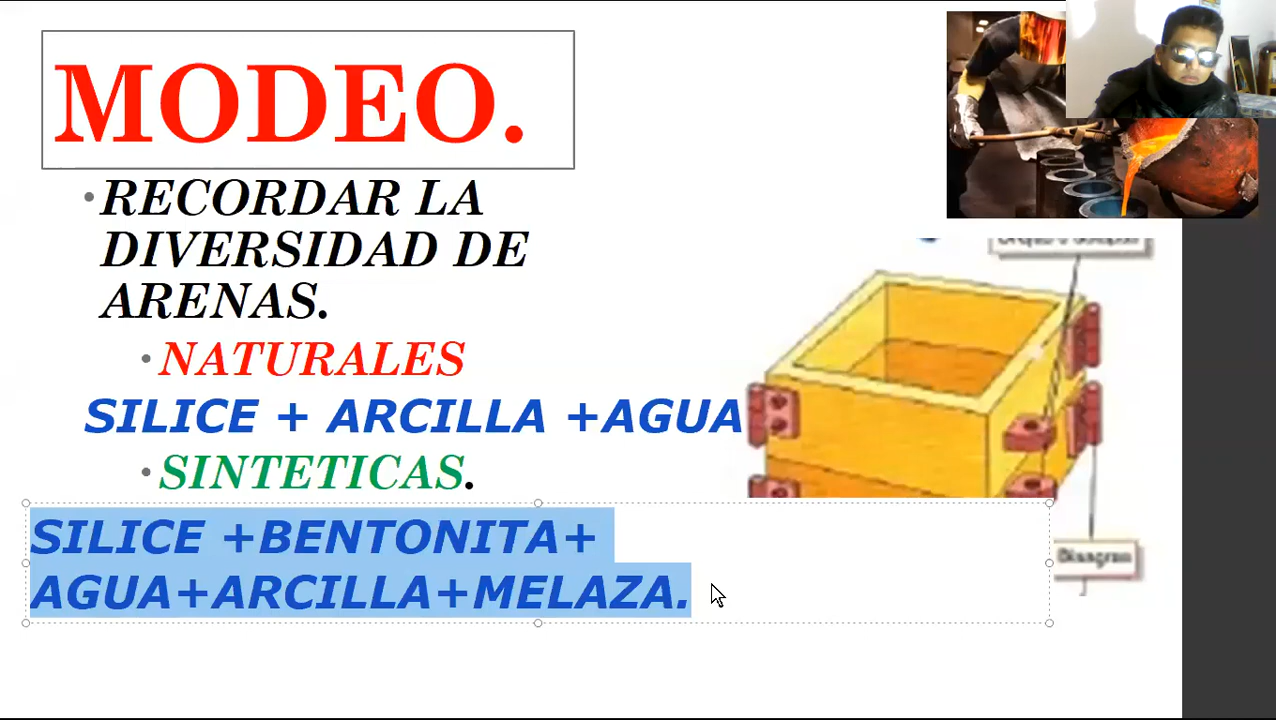 MODEO.
RECORDAR LA
DIVERSIDAD DE
ARENAS.
NATURALES
SILICE + ARCILLA +AGUA
SINTETICAS.
SILICE +BENTONITA+
AGUA+ARCILLA+MELAZA.